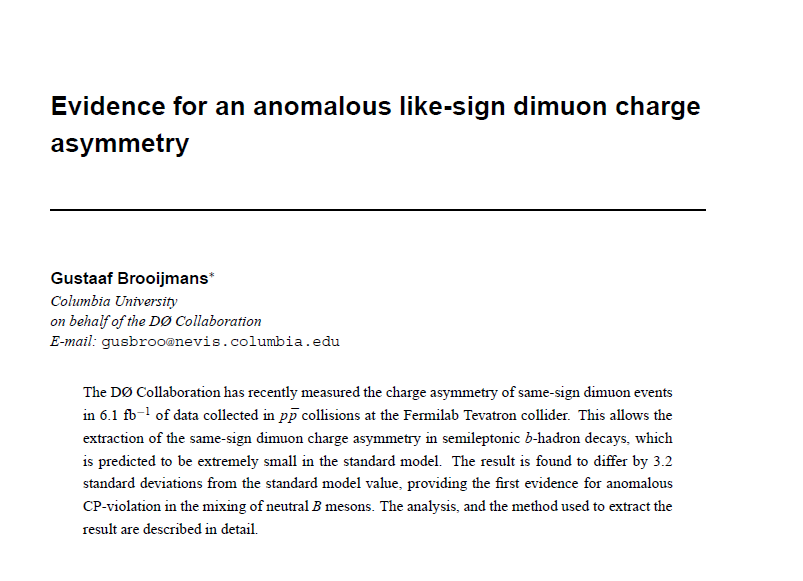 Evidence for an anomalous like-sign dimuon charge
asymmetry
Gustaaf Brooijmans*
Columbia University
on behalf of the DØ Collaboration
E-mail: gusbroo@nevis.columbia.edu
The DØ Collaboration has recently measured the charge asymmetry of same-sign dimuon events
in 6.1 fb⁻¹ of data collected in pp̅ collisions at the Fermilab Tevatron collider. This allows the
extraction of the same-sign dimuon charge asymmetry in semileptonic b-hadron decays, which
is predicted to be extremely small in the standard model. The result is found to differ by 3.2
standard deviations from the standard model value, providing the first evidence for anomalous
CP-violation in the mixing of neutral B mesons. The analysis, and the method used to extract the
result are described in detail.